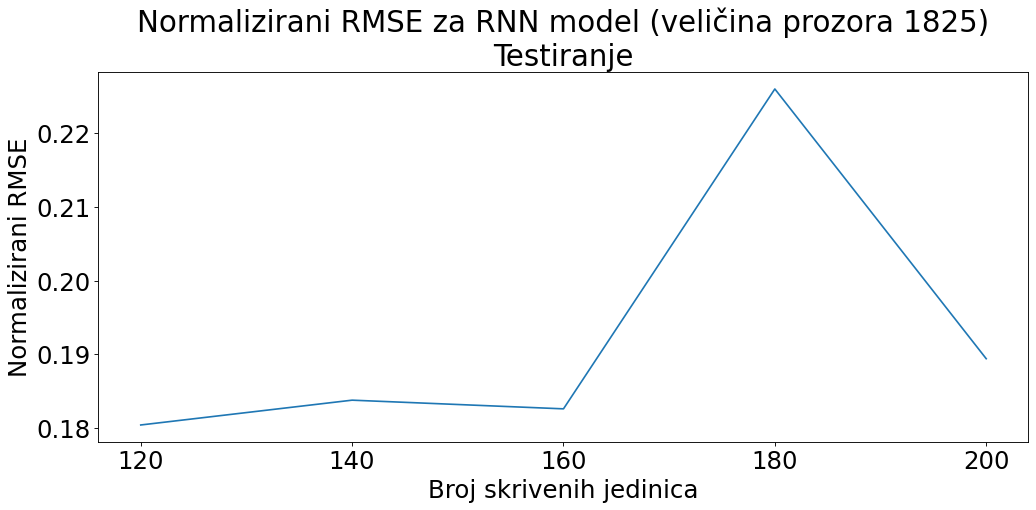 Normalizirani RMSE za RNN model (veličina prozora 1825)
Testiranje
Normalizirani RMSE
0.22
0.21
0.20
0.19
0.18
120 140 160 180 200
Broj skrivenih jedinica